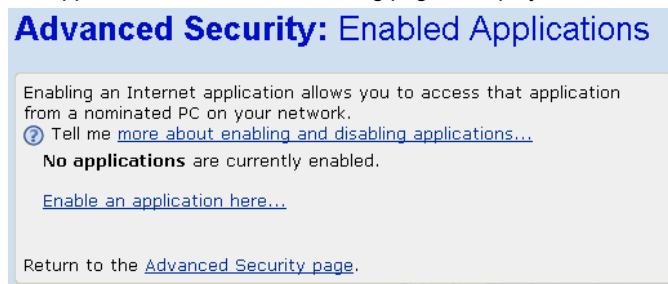 Advanced Security: Enabled Applications
Enabling an Internet application allows you to access that application
from a nominated PC on your network.
? Tell me more about enabling and disabling applications...
No applications are currently enabled.
Enable an application here...
Return to the Advanced Security page.